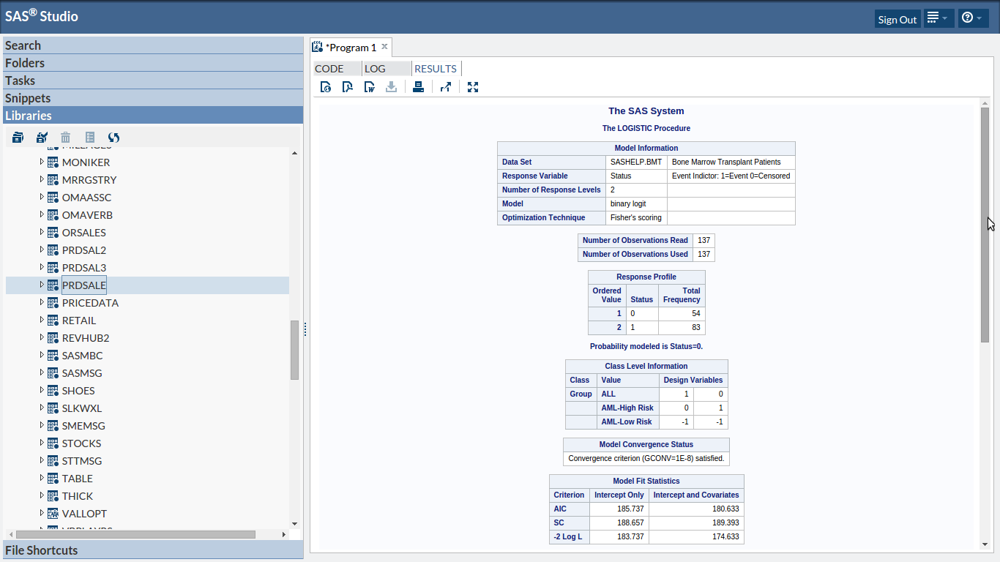 SAS® Studio
Sign Out
Search
Folders
Tasks
Snippets
Libraries
MONIKER
MRRGSTRY
OMAASSC
OMAVERB
ORSALES
PRDSAL2
PRDSAL3
PRDSALE
PRICEDATA
RETAIL
REVHUB2
SASMBC
SASMSG
SHOES
SLKWXL
SMEMSG
STOCKS
STTMSG
TABLE
THICK
VALLOPT
File Shortcuts
*Program 1
CODE LOG RESULTS
The SAS System
The LOGISTIC Procedure
Model Information
Data Set SASHELP.BMT Bone Marrow Transplant Patients
Response Variable Status Event Indictor: 1=Event 0=Censored
Number of Response Levels 2
Model binary logit
Optimization Technique Fisher's scoring
Number of Observations Read 137
Number of Observations Used 137
Response Profile
Ordered Value Status Total Frequency
1 0 54
2 1 83
Probability modeled is Status=0.
Class Level Information
Class Value Design Variables
Group ALL 1 0
AML-High Risk 0 1
AML-Low Risk -1 -1
Model Convergence Status
Convergence criterion (GCONV=1E-8) satisfied.
Model Fit Statistics
Criterion Intercept Only Intercept and Covariates
AIC 185.737 180.633
SC 188.657 189.393
-2 Log L 183.737 174.633